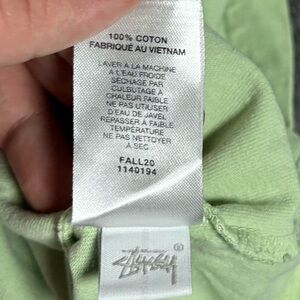 100% COTON
FABRIQUÉ AU VIETNAM
LAVER A LA MACHINE
A L'EAU FROIDE
SÉCHAGE PAR
CULBUTAGE A
CHALEUR FAIBLE
NE PAS UTILISER
D'EAU DE JAVEL
REPASSER A FAIBLE
TEMPÉRATURE
NE PAS NETTOYER
A SEC
FALL20
1140194
Stüssy
®